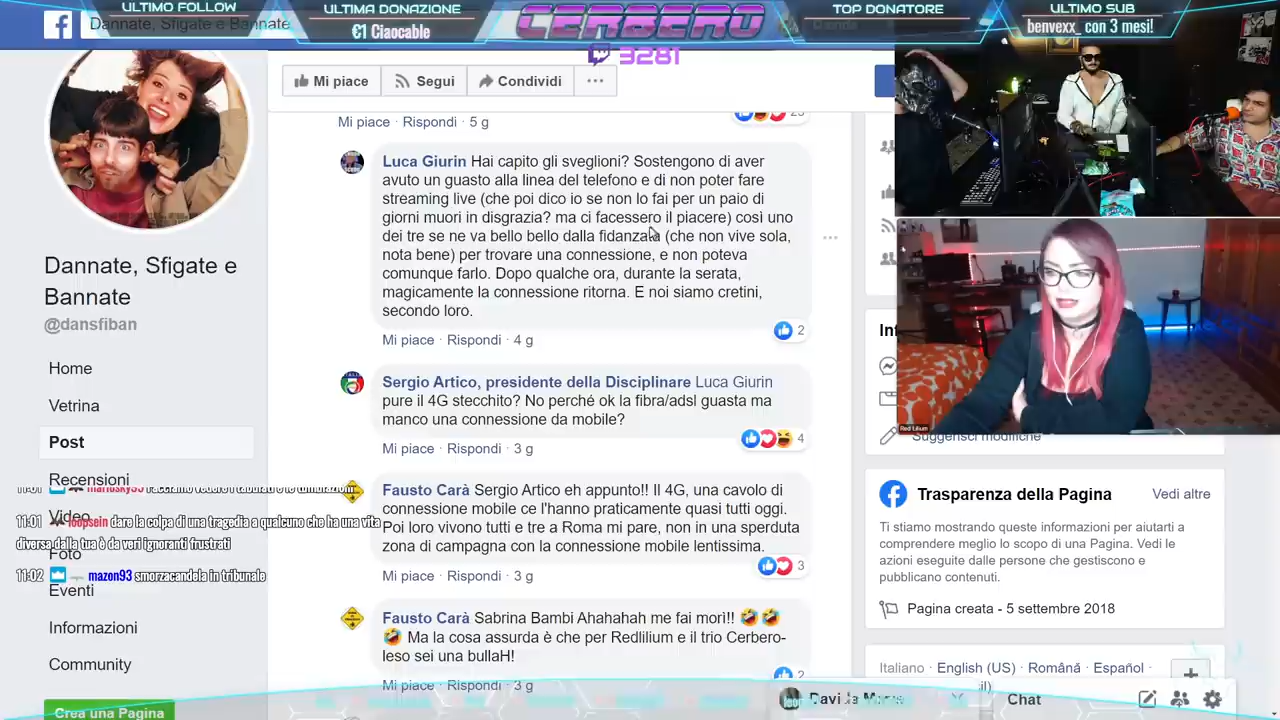 ULTIMO FOLLOW
ULTIMA DONAZIONE
€1 Ciaocable
CERBERO
3281
TOP DONATORE
ULTIMO SUB
benvexx_ con 3 mesi!
Dannate, Sfigate e Bannate
Mi piace
Segui
Condividi
Mi piace · Rispondi · 5 g
Luca Giurin Hai capito gli sveglioni? Sostengono di aver
avuto un guasto alla linea del telefono e di non poter fare
streaming live (che poi dico io se non lo fai per un paio di
giorni muori in disgrazia? ma ci facessero il piacere) così uno
dei tre se ne va bello bello dalla fidanzata (che non vive sola,
nota bene) per trovare una connessione, e non poteva
comunque farlo. Dopo qualche ora, durante la serata,
magicamente la connessione ritorna. E noi siamo cretini,
secondo loro.
2
Mi piace · Rispondi · 4 g
Sergio Artico, presidente della Disciplinare Luca Giurin
pure il 4G stecchito? No perché ok la fibra/adsl guasta ma
manco una connessione da mobile?
4
Mi piace · Rispondi · 3 g
Fausto Carà Sergio Artico eh appunto!! Il 4G, una cavolo di
connessione mobile ce l'hanno praticamente quasi tutti oggi.
Poi loro vivono tutti e tre a Roma mi pare, non in una sperduta
zona di campagna con la connessione mobile lentissima.
3
Mi piace · Rispondi · 3 g
Fausto Carà Sabrina Bambi Ahahahah me fai morì!! 🤣 🤣
🤣 Ma la cosa assurda è che per Redlilium e il trio Cerbero-
leso sei una bullaH!
2
Mi piace · Rispondi · 3 g
Dannate, Sfigate e
Bannate
@dansfiban
Home
Vetrina
Post
Recensioni
Video
Foto
Eventi
Informazioni
Community
Crea una Pagina
11:01 loopsein dare la colpa di una tragedia a qualcuno che ha una vita
diversa dalla tua è da veri ignoranti frustrati
11:02 mazon93 smorzacandela in tribunale
Red Lilium
Suggerisci modifiche
Trasparenza della Pagina
Vedi altre
Ti stiamo mostrando queste informazioni per aiutarti a
comprendere meglio lo scopo di una Pagina. Vedi le
azioni eseguite dalle persone che gestiscono e
pubblicano contenuti.
Pagina creata - 5 settembre 2018
Italiano · English (US) · Română · Español ·
Chat